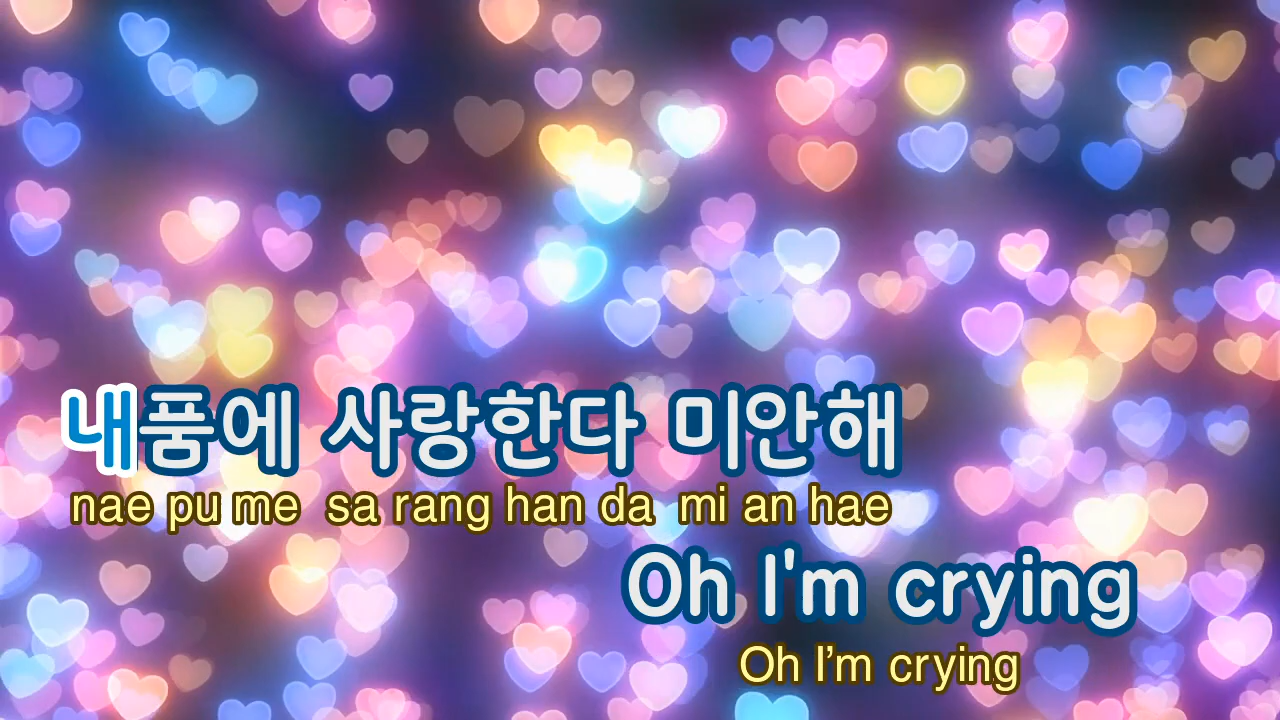 내품에 사랑한다 미안해
nae pu me sa rang han da mi an hae
Oh I'm crying
Oh I’m crying